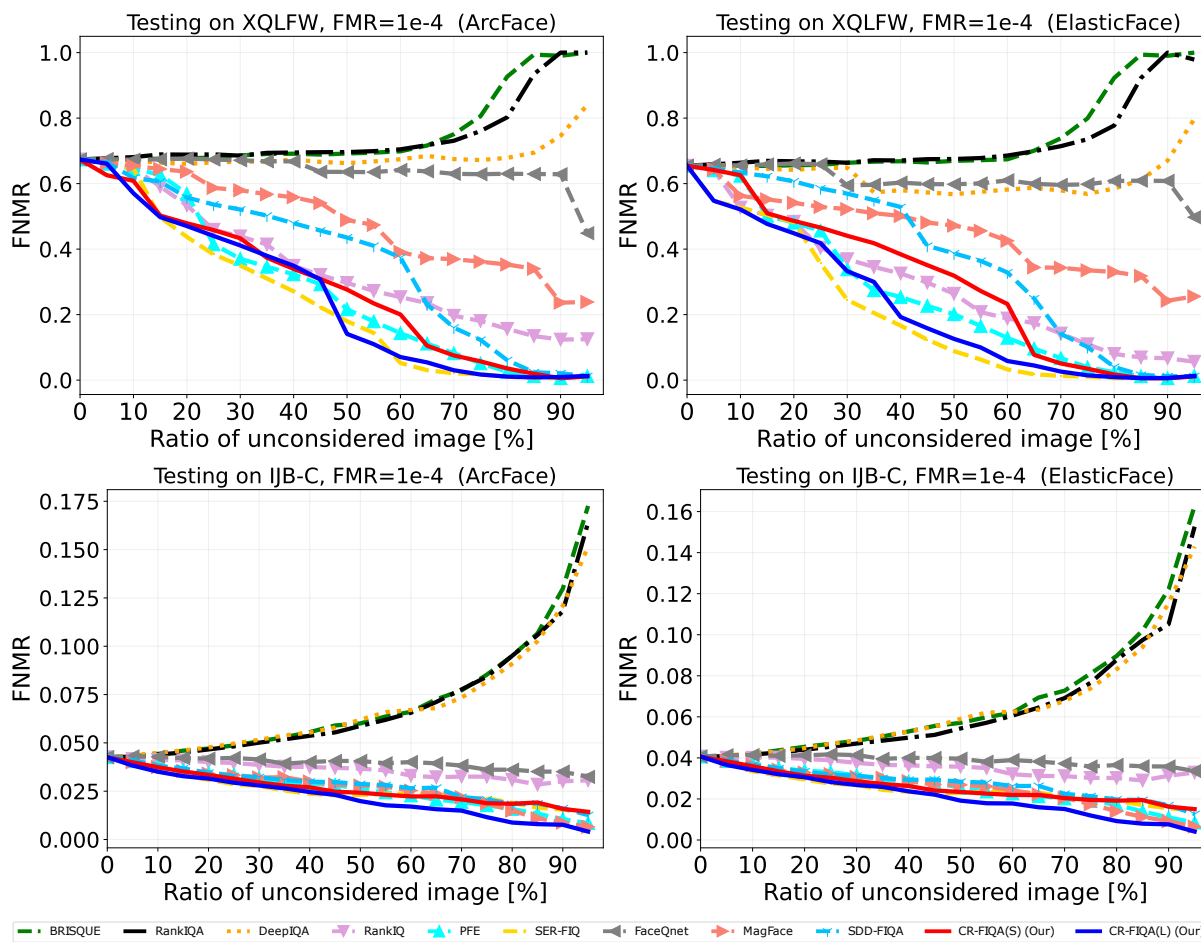 Testing on XQLFW, FMR=1e-4 (ArcFace)
FNMR
1.0
0.8
0.6
0.4
0.2
0.0
0 10 20 30 40 50 60 70 80 90
Ratio of unconsidered image [%]
Testing on XQLFW, FMR=1e-4 (ElasticFace)
FNMR
1.0
0.8
0.6
0.4
0.2
0.0
0 10 20 30 40 50 60 70 80 90
Ratio of unconsidered image [%]
Testing on IJB-C, FMR=1e-4 (ArcFace)
FNMR
0.175
0.150
0.125
0.100
0.075
0.050
0.025
0.000
0 10 20 30 40 50 60 70 80 90
Ratio of unconsidered image [%]
Testing on IJB-C, FMR=1e-4 (ElasticFace)
FNMR
0.16
0.14
0.12
0.10
0.08
0.06
0.04
0.02
0.00
0 10 20 30 40 50 60 70 80 90
Ratio of unconsidered image [%]
BRISQUE RankIQA DeepIQA RankIQ PFE SER-FIQ FaceQnet MagFace SDD-FIQA CR-FIQA(S) (Our) CR-FIQA(L) (Our)